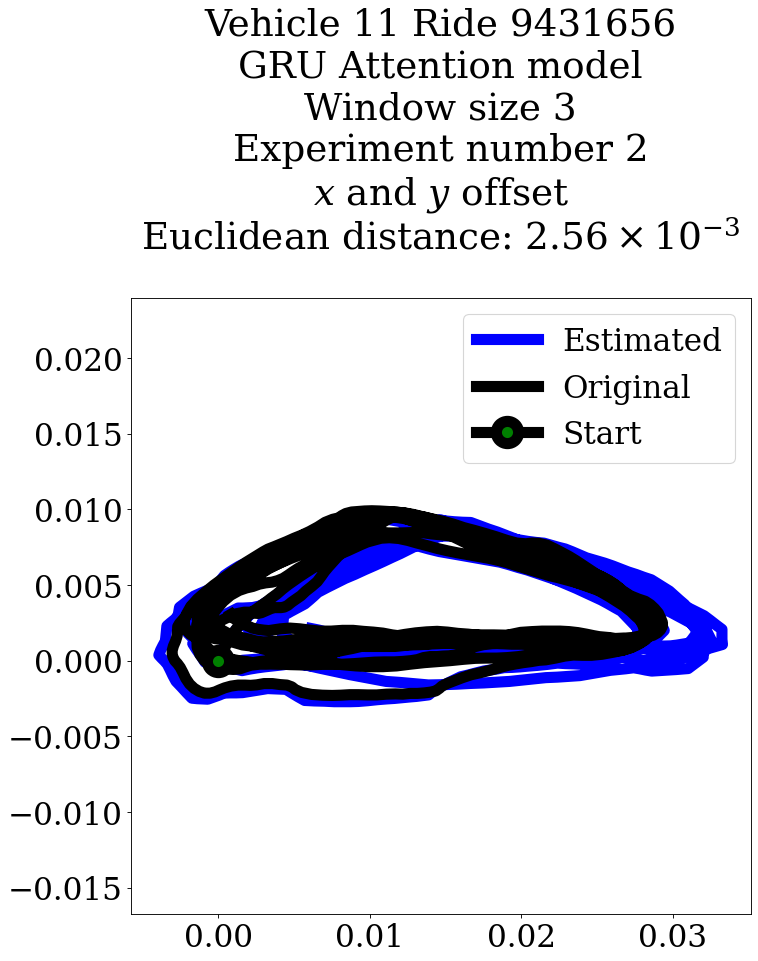 Vehicle 11 Ride 9431656
GRU Attention model
Window size 3
Experiment number 2
x and y offset
Euclidean distance: 2.56 × 10⁻³
Estimated
Original
Start
0.020
0.015
0.010
0.005
0.000
−0.005
−0.010
−0.015
0.00 0.01 0.02 0.03